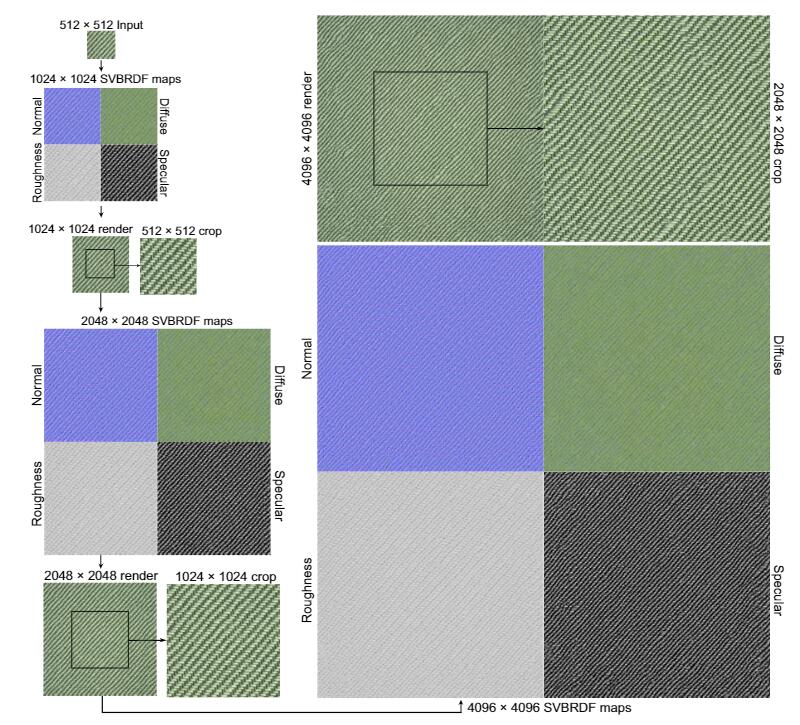 512 × 512 Input
1024 × 1024 SVBRDF maps
Normal
Diffuse
Roughness
Specular
1024 × 1024 render
512 × 512 crop
2048 × 2048 SVBRDF maps
Normal
Diffuse
Roughness
Specular
2048 × 2048 render
1024 × 1024 crop
4096 × 4096 render
2048 × 2048 crop
Normal
Diffuse
Roughness
Specular
4096 × 4096 SVBRDF maps